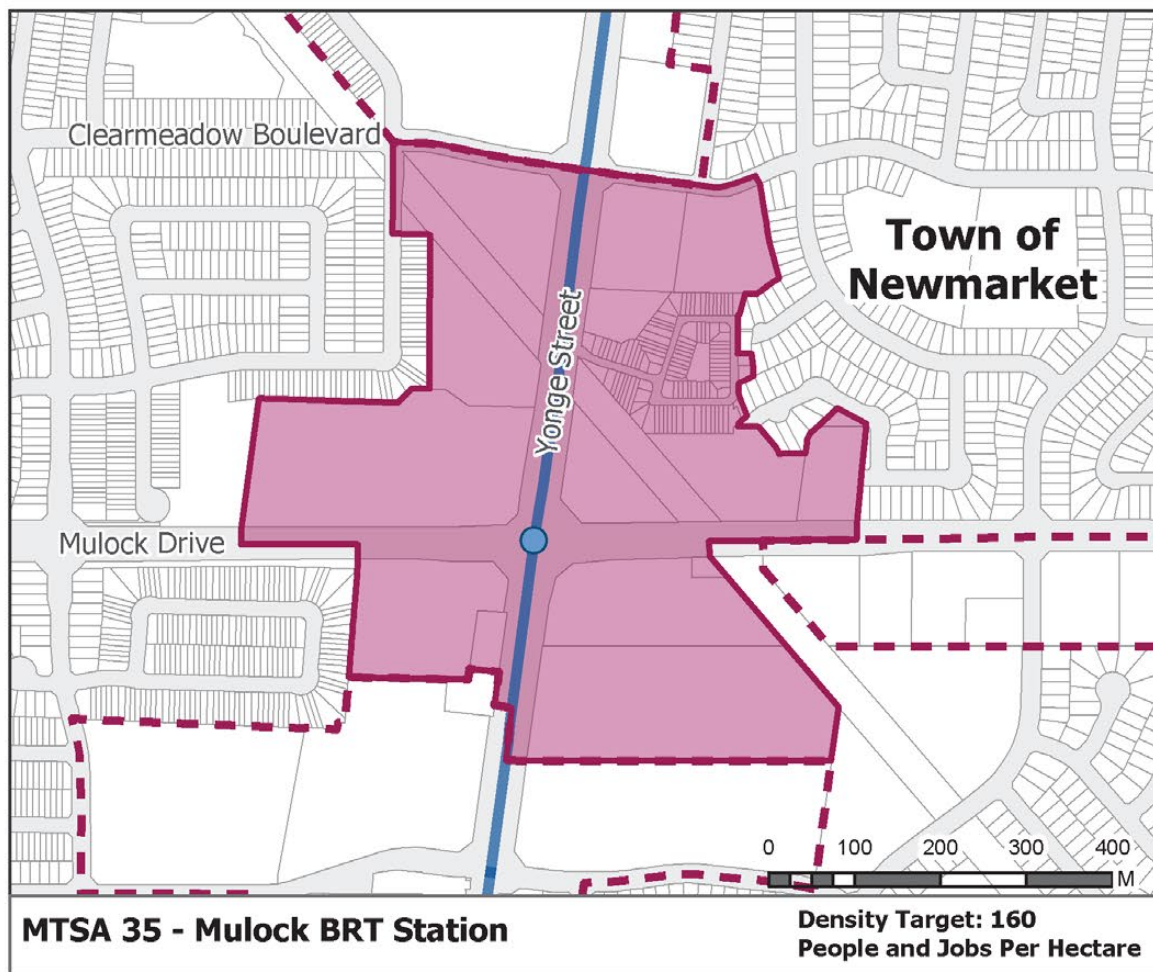 Clearmeadow Boulevard
Town of
Newmarket
Yonge Street
Mulock Drive
0 100 200 300 400
M
MTSA 35 - Mulock BRT Station
Density Target: 160
People and Jobs Per Hectare